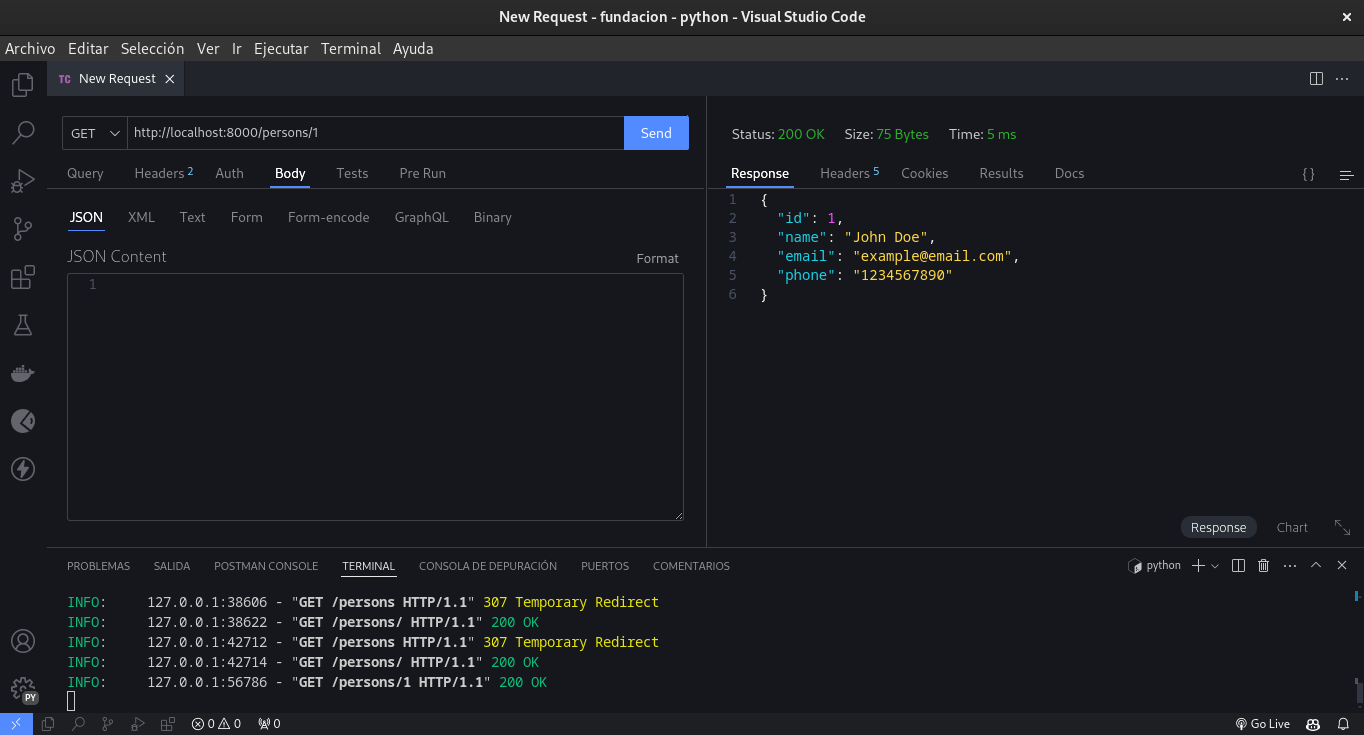 New Request - fundacion - python - Visual Studio Code
Archivo Editar Selección Ver Ir Ejecutar Terminal Ayuda
TC New Request
GET http://localhost:8000/persons/1 Send
Query Headers 2 Auth Body Tests Pre Run
JSON XML Text Form Form-encode GraphQL Binary
JSON Content Format
1
Status: 200 OK Size: 75 Bytes Time: 5 ms
Response Headers 5 Cookies Results Docs { }
1 {
2 "id": 1,
3 "name": "John Doe",
4 "email": "example@email.com",
5 "phone": "1234567890"
6 }
Response Chart
PROBLEMAS SALIDA POSTMAN CONSOLE TERMINAL CONSOLA DE DEPURACIÓN PUERTOS COMENTARIOS python
INFO: 127.0.0.1:38606 - "GET /persons HTTP/1.1" 307 Temporary Redirect
INFO: 127.0.0.1:38622 - "GET /persons/ HTTP/1.1" 200 OK
INFO: 127.0.0.1:42712 - "GET /persons HTTP/1.1" 307 Temporary Redirect
INFO: 127.0.0.1:42714 - "GET /persons/ HTTP/1.1" 200 OK
INFO: 127.0.0.1:56786 - "GET /persons/1 HTTP/1.1" 200 OK
PY
0 0 0 Go Live